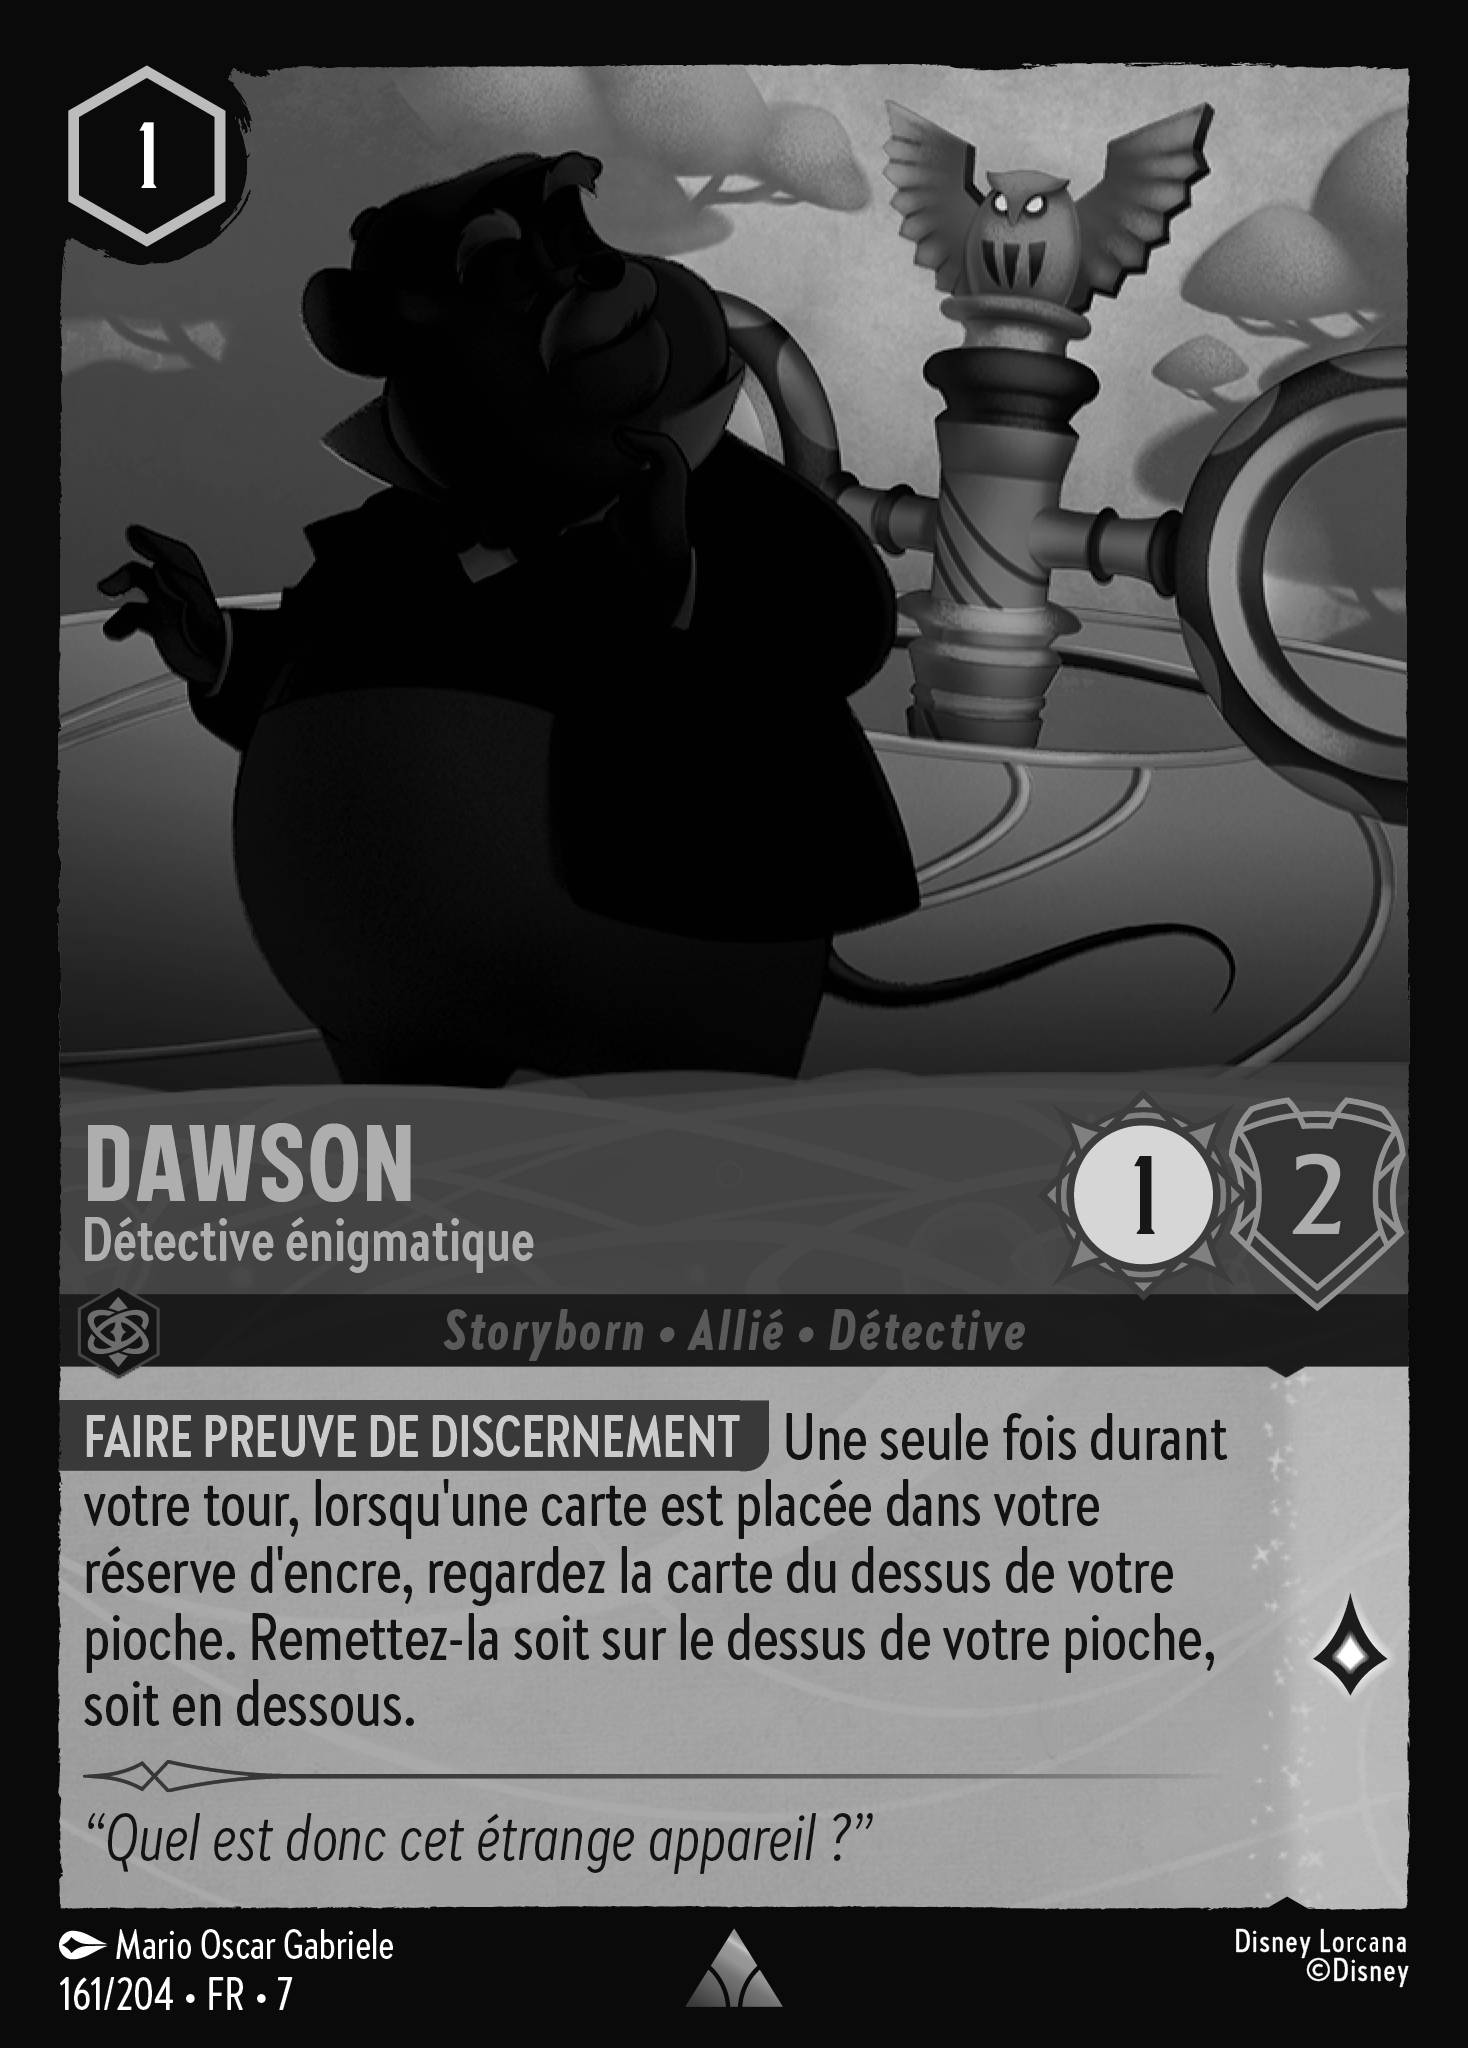 1
DAWSON
Détective énigmatique
1 2
Storyborn • Allié • Détective
FAIRE PREUVE DE DISCERNEMENT Une seule fois durant
votre tour, lorsqu'une carte est placée dans votre
réserve d'encre, regardez la carte du dessus de votre
pioche. Remettez-la soit sur le dessus de votre pioche,
soit en dessous.
“Quel est donc cet étrange appareil ?”
Mario Oscar Gabriele
161/204 • FR • 7
Disney Lorcana
©Disney